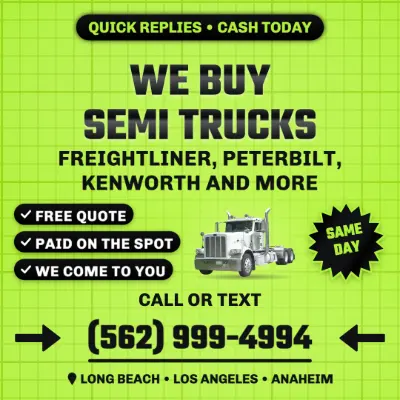 QUICK REPLIES • CASH TODAY
WE BUY
SEMI TRUCKS
FREIGHTLINER, PETERBILT,
KENWORTH AND MORE
FREE QUOTE
PAID ON THE SPOT
WE COME TO YOU
SAME
DAY
CALL OR TEXT
(562) 999-4994
LONG BEACH • LOS ANGELES • ANAHEIM